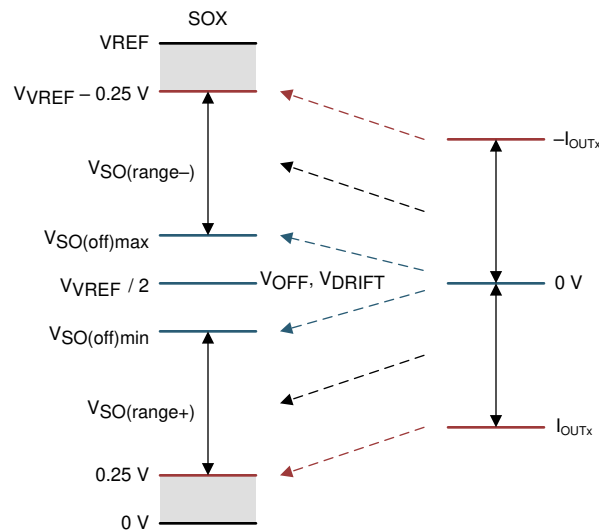 SOX
VREF
VVREF – 0.25 V
–IOUTx
VSO(range–)
VSO(off)max
VVREF / 2
VOFF, VDRIFT
0 V
VSO(off)min
VSO(range+)
IOUTx
0.25 V
0 V